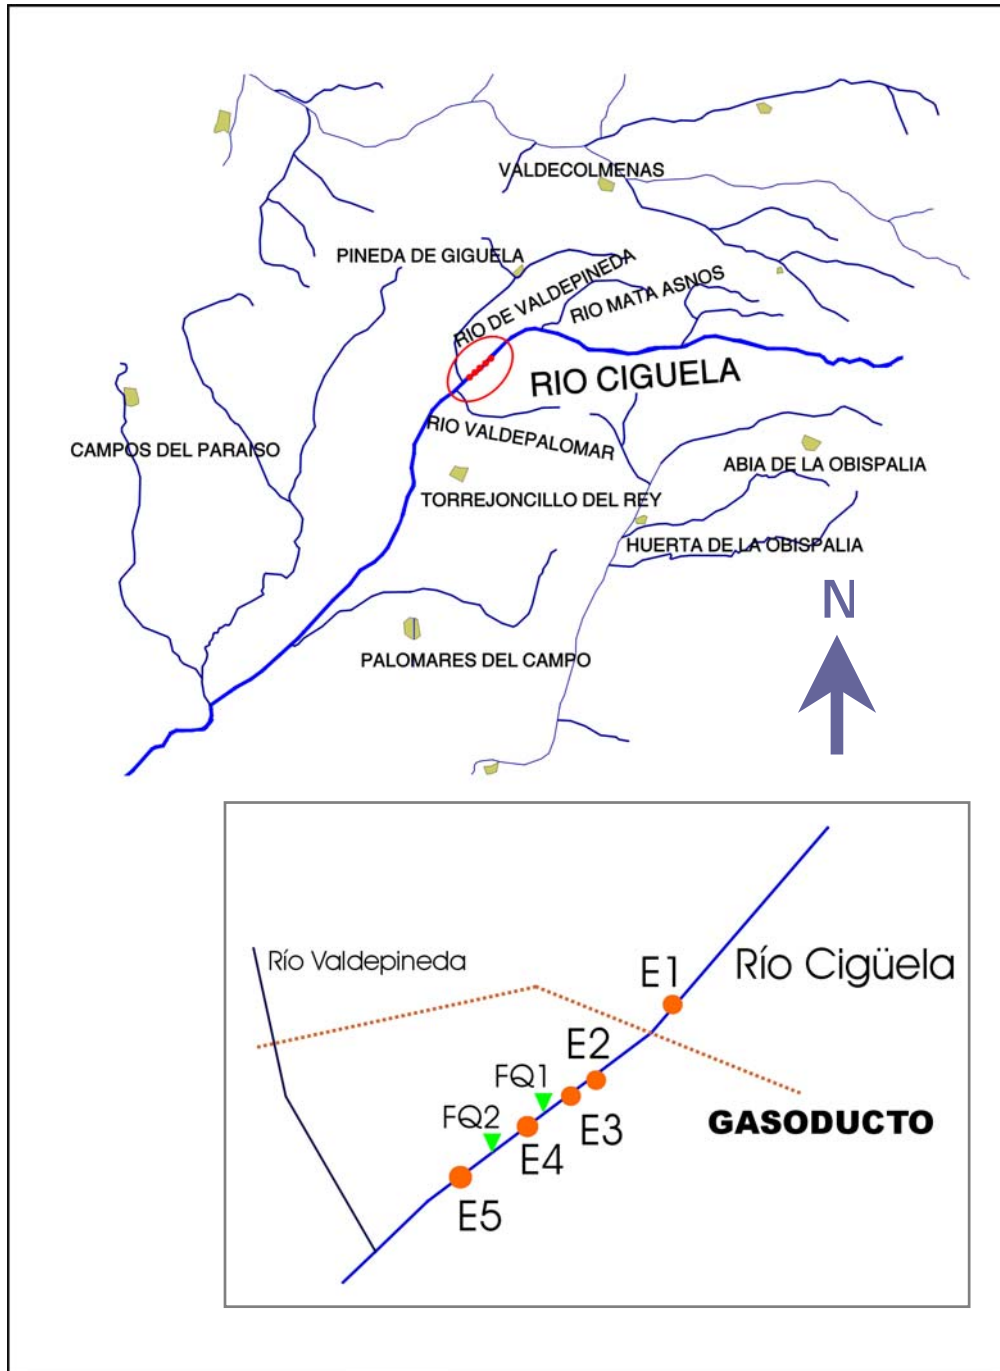 VALDECOLMENAS
PINEDA DE GIGUELA
RIO DE VALDEPINEDA
RIO MATA ASNOS
RIO CIGUELA
RIO VALDEPALOMAR
CAMPOS DEL PARAISO
ABIA DE LA OBISPALIA
TORREJONCILLO DEL REY
HUERTA DE LA OBISPALIA
N
PALOMARES DEL CAMPO
Río Valdepineda
E1
Río Cigüela
E2
FQ1
E3
FQ2
GASODUCTO
E4
E5